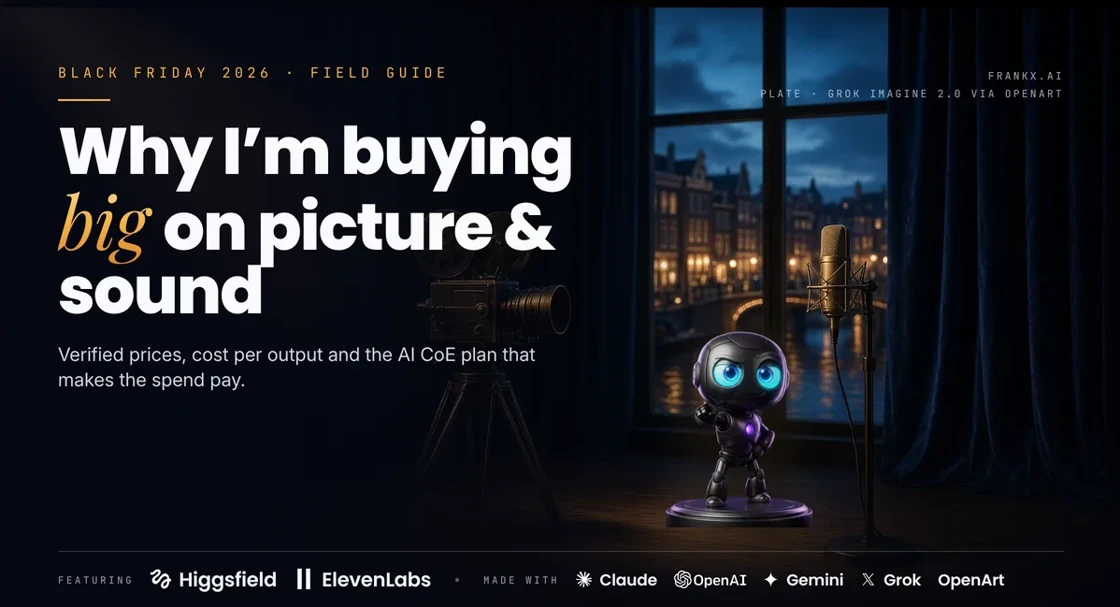 BLACK FRIDAY 2026 · FIELD GUIDE
FRANKX.AI
PLATE · GROK IMAGINE 2.0 VIA OPENART
Why I’m buying
big on picture &
sound
Verified prices, cost per output and the AI CoE plan that
makes the spend pay.
FEATURING Higgsfield ElevenLabs • MADE WITH Claude OpenAI Gemini Grok OpenArt